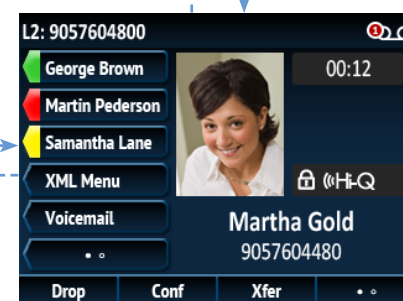 L2: 9057604800
1
George Brown
00:12
Martin Pederson
Samantha Lane
XML Menu
Hi-Q
Voicemail
Martha Gold
9057604480
Drop Conf Xfer